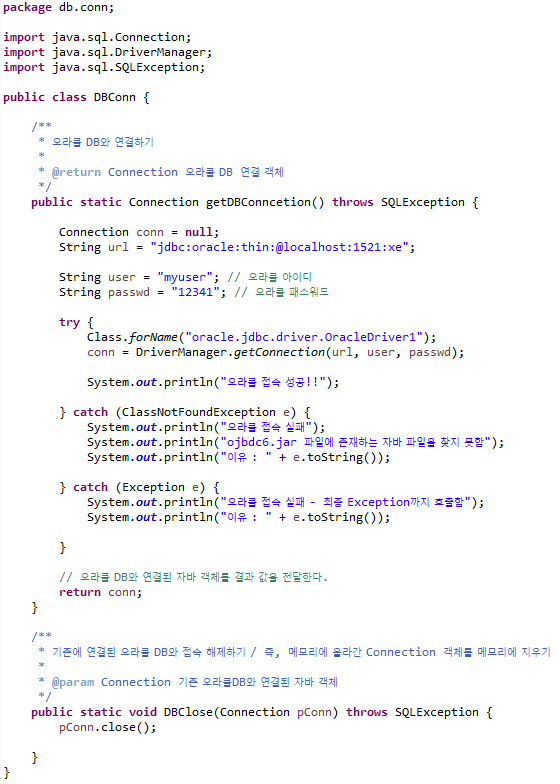 package db.conn;

import java.sql.Connection;
import java.sql.DriverManager;
import java.sql.SQLException;

public class DBConn {

    /**
     * 오라클 DB와 연결하기
     *
     * @return Connection 오라클 DB 연결 객체
     */
    public static Connection getDBConncetion() throws SQLException {

        Connection conn = null;
        String url = "jdbc:oracle:thin:@localhost:1521:xe";

        String user = "myuser"; // 오라클 아이디
        String passwd = "12341"; // 오라클 패스워드

        try {
            Class.forName("oracle.jdbc.driver.OracleDriver1");
            conn = DriverManager.getConnection(url, user, passwd);

            System.out.println("오라클 접속 성공!!");

        } catch (ClassNotFoundException e) {
            System.out.println("오라클 접속 실패");
            System.out.println("ojbdc6.jar 파일에 존재하는 자바 파일을 찾지 못함");
            System.out.println("이유 : " + e.toString());

        } catch (Exception e) {
            System.out.println("오라클 접속 실패 - 최종 Exception까지 호출함");
            System.out.println("이유 : " + e.toString());

        }

        // 오라클 DB와 연결된 자바 객체를 결과 값을 전달한다.
        return conn;
    }

    /**
     * 기존에 연결된 오라클 DB와 접속 해제하기 / 즉, 메모리에 올라간 Connection 객체를 메모리에 지우기
     *
     * @param Connection 기존 오라클DB와 연결된 자바 객체
     */
    public static void DBClose(Connection pConn) throws SQLException {
        pConn.close();

    }
}